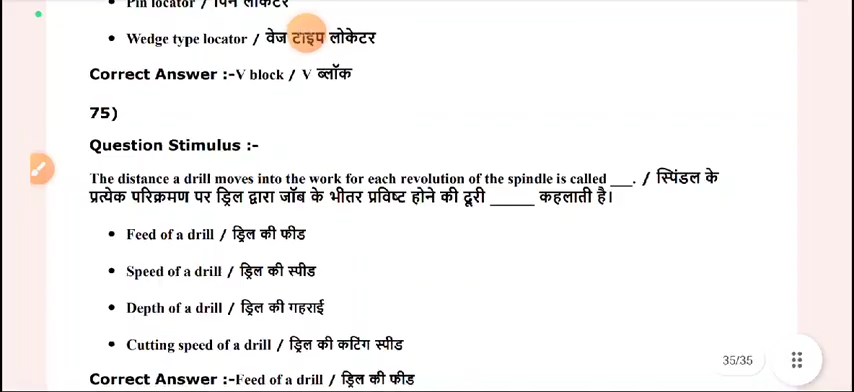 Pin locator / पिन लोकेटर
Wedge type locator / वेज टाइप लोकेटर
Correct Answer :-V block / V ब्लॉक
75)
Question Stimulus :-
The distance a drill moves into the work for each revolution of the spindle is called ___. / स्पिंडल के
प्रत्येक परिक्रमण पर ड्रिल द्वारा जॉब के भीतर प्रविष्ट होने की दूरी ______ कहलाती है।
Feed of a drill / ड्रिल की फीड
Speed of a drill / ड्रिल की स्पीड
Depth of a drill / ड्रिल की गहराई
Cutting speed of a drill / ड्रिल की कटिंग स्पीड
35/35
Correct Answer :-Feed of a drill / ड्रिल की फीड